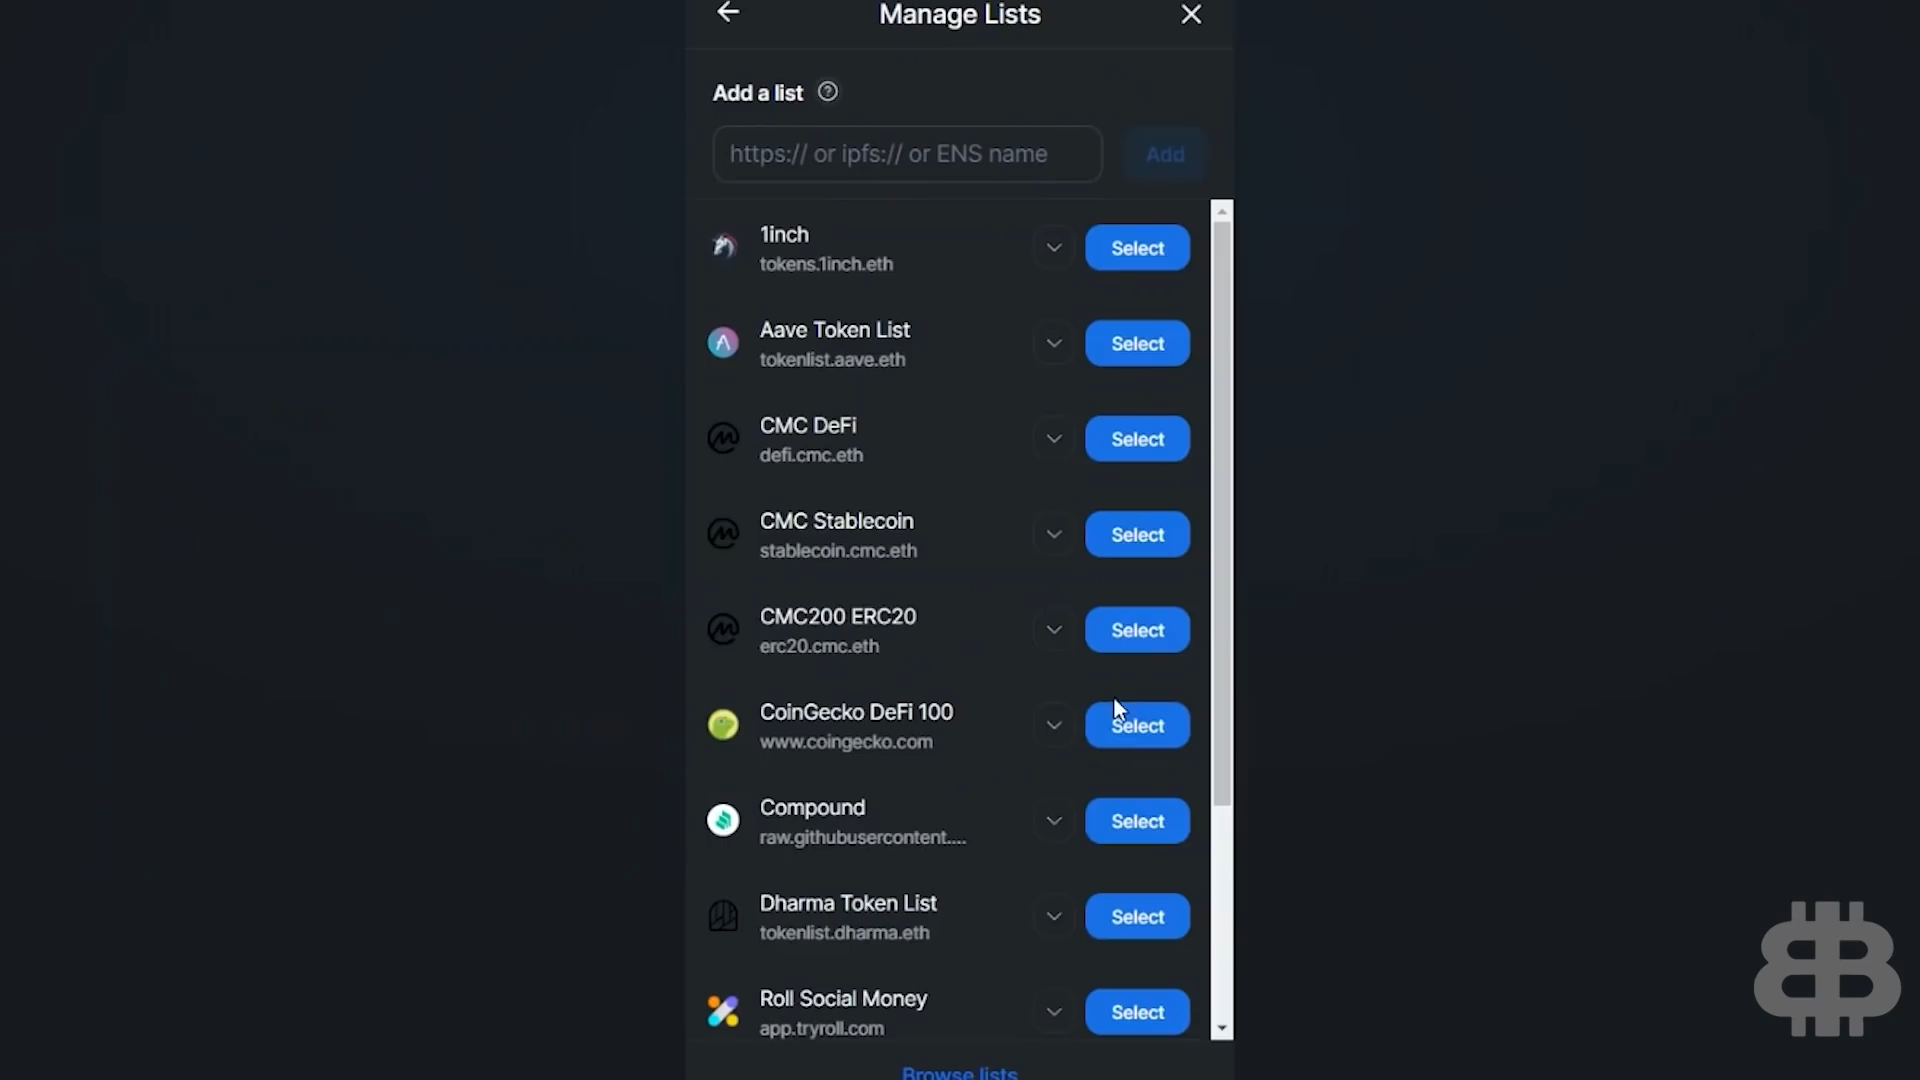 Manage Lists
Add a list
https:// or ipfs:// or ENS name
Add
1inch
tokens.1inch.eth
Select
Aave Token List
tokenlist.aave.eth
Select
CMC DeFi
defi.cmc.eth
Select
CMC Stablecoin
stablecoin.cmc.eth
Select
CMC200 ERC20
erc20.cmc.eth
Select
CoinGecko DeFi 100
www.coingecko.com
Select
Compound
raw.githubusercontent....
Select
Dharma Token List
tokenlist.dharma.eth
Select
Roll Social Money
app.tryroll.com
Select
Browse lists